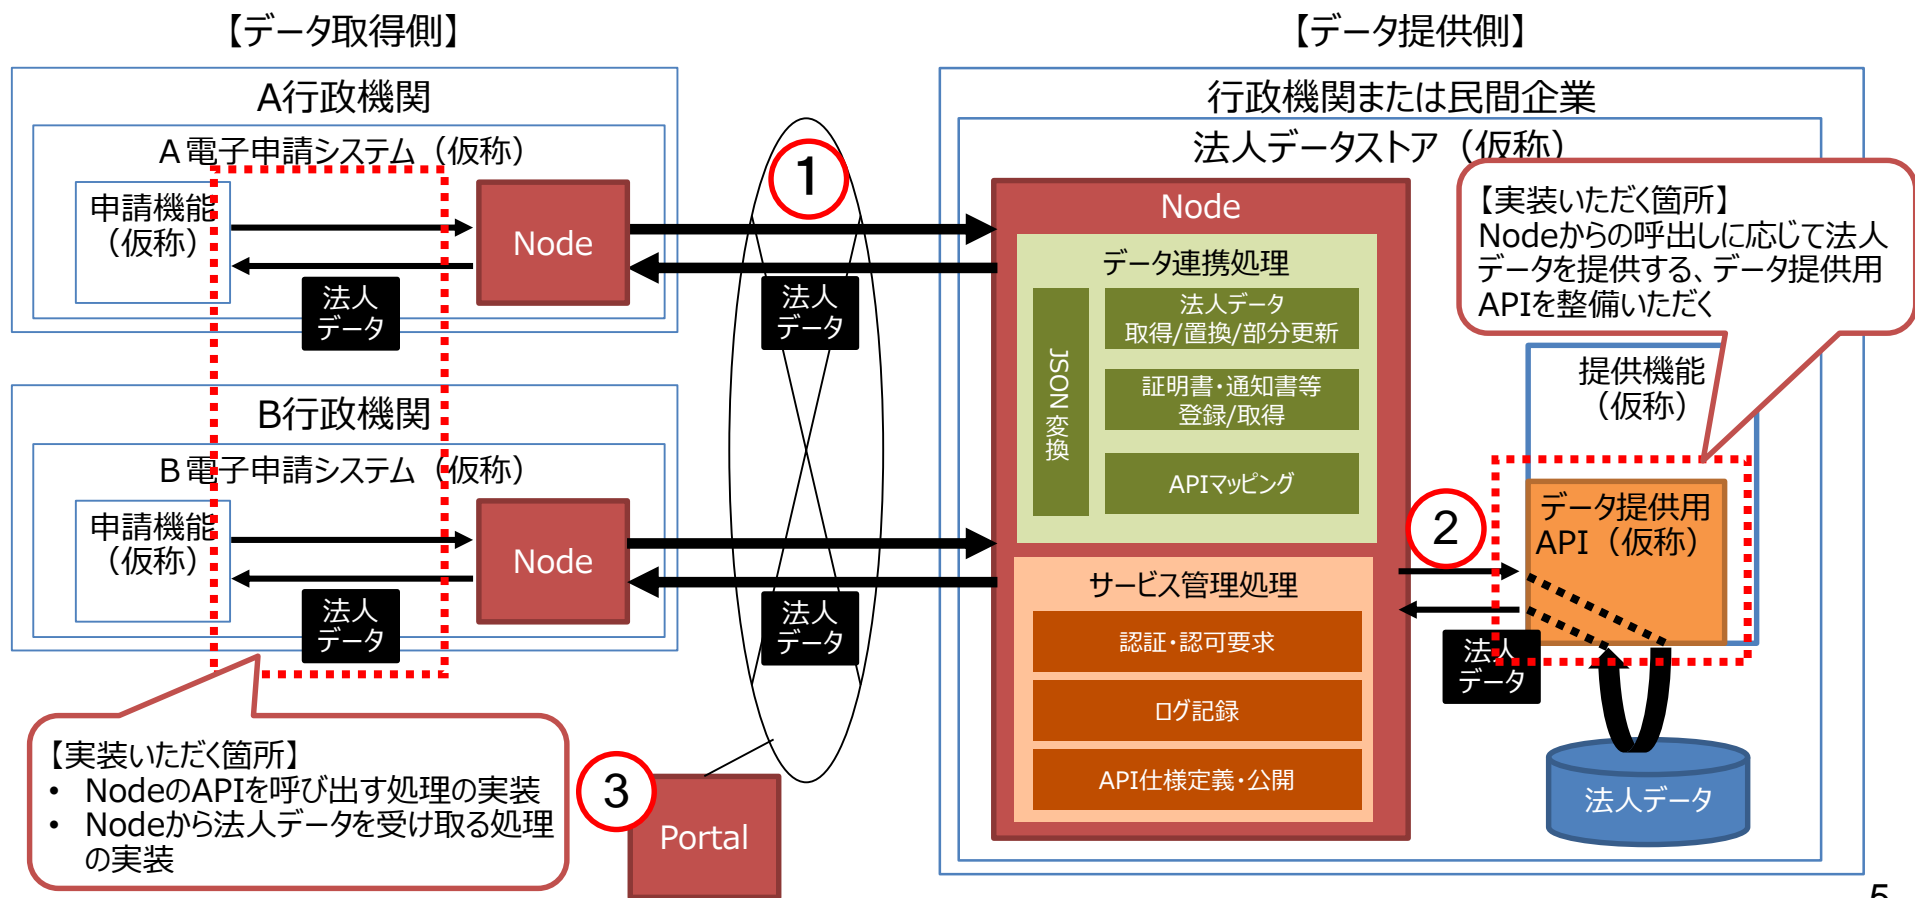 【データ取得側】
A行政機関
A電子申請システム（仮称）
申請機能
（仮称）
Node
法人
データ
B行政機関
B電子申請システム（仮称）
申請機能
（仮称）
Node
法人
データ
【実装いただく箇所】
• NodeのAPIを呼び出す処理の実装
• Nodeから法人データを受け取る処理
の実装
1
法人
データ
法人
データ
3
Portal
【データ提供側】
行政機関または民間企業
法人データストア（仮称）
Node
データ連携処理
JSON変換
法人データ
取得/置換/部分更新
証明書・通知書等
登録/取得
APIマッピング
サービス管理処理
認証・認可要求
ログ記録
API仕様定義・公開
【実装いただく箇所】
Nodeからの呼出しに応じて法人
データを提供する、データ提供用
APIを整備いただく
提供機能
（仮称）
2
データ提供用
API（仮称）
法人
データ
法人データ
5